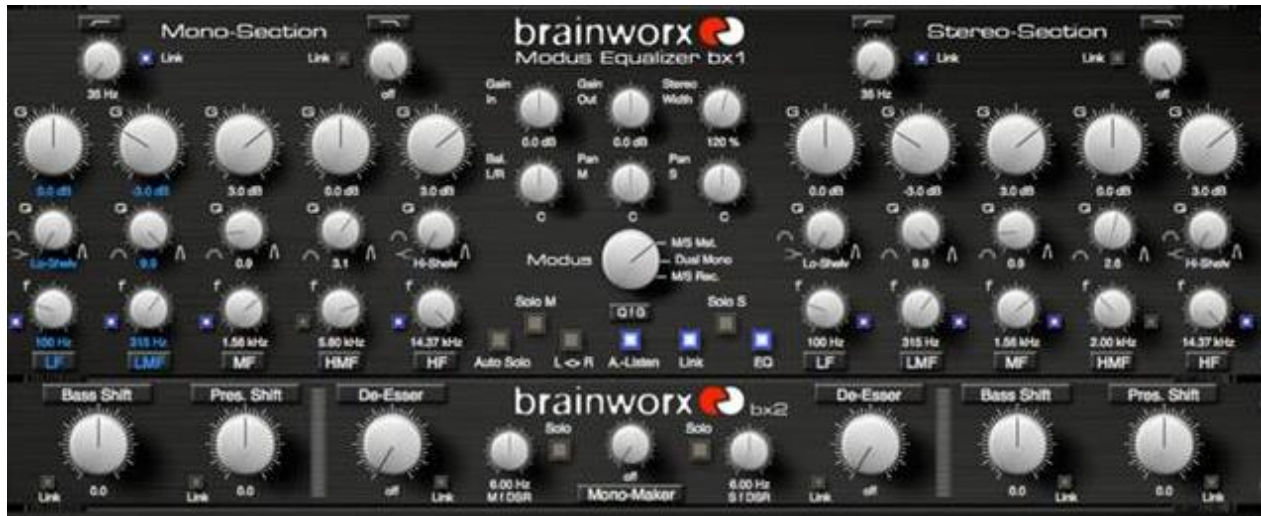 Mono-Section
Link
Link
35 Hz
off
brainworx
Modus Equalizer bx1
Stereo-Section
Link
Link
35 Hz
off
Gain In
Gain Out
Stereo Width
0.0 dB
0.0 dB
120 %
Bal. L/R
Pan M
Pan S
C
C
C
G
G
G
G
G
0.0 dB
-3.0 dB
3.0 dB
0.0 dB
3.0 dB
Q
Q
Q
Q
Q
Lo-Shelv
9.9
0.9
3.1
Hi-Shelv
f
f
f
f
f
100 Hz
315 Hz
1.56 kHz
5.80 kHz
14.37 kHz
LF
LMF
MF
HMF
HF
Modus
M/S Mst.
Dual Mono
M/S Rec.
Solo M
Q|G
Solo S
Auto Solo
L <> R
A.-Listen
Link
EQ
G
G
G
G
G
0.0 dB
-3.0 dB
3.0 dB
0.0 dB
3.0 dB
Q
Q
Q
Q
Q
Lo-Shelv
9.9
0.9
2.6
Hi-Shelv
f
f
f
f
f
100 Hz
315 Hz
1.56 kHz
2.00 kHz
14.37 kHz
LF
LMF
MF
HMF
HF
Bass Shift
Pres. Shift
De-Esser
brainworx bx2
De-Esser
Bass Shift
Pres. Shift
Solo
Solo
Link
0.0
Link
0.0
off
Link
6.00 Hz
M f DSR
off
Mono-Maker
6.00 Hz
S f DSR
Link
off
0.0
Link
0.0
Link